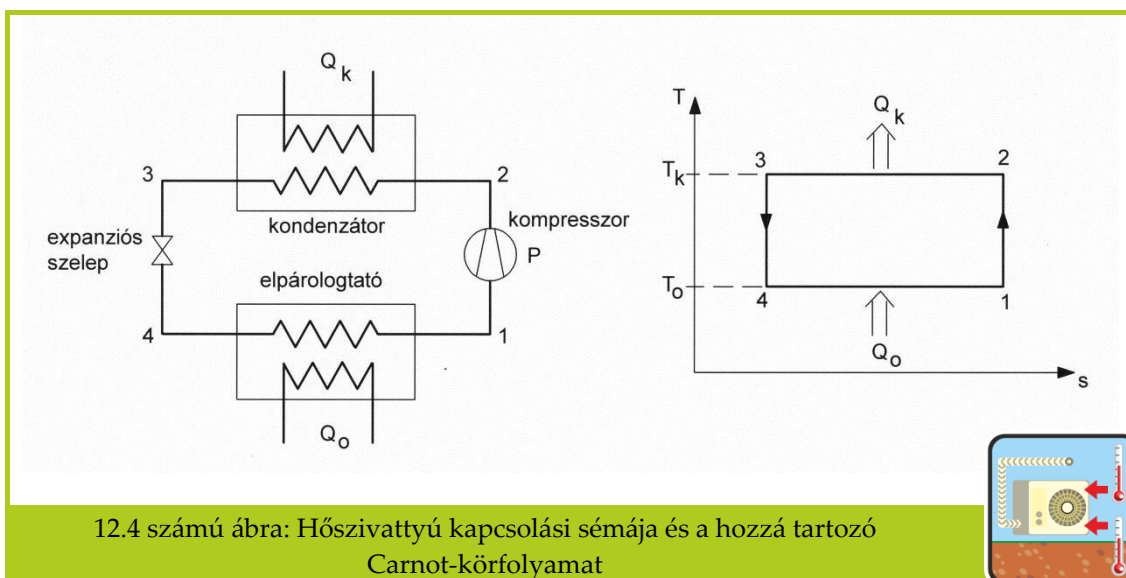 Q k
3
2
kondenzátor
kompresszor
P
expanziós
szelep
elpárologtató
4
1
Q o
T
Q k
T k
3
2
T o
4
1
Q o
s
12.4 számú ábra: Hőszivattyú kapcsolási sémája és a hozzá tartozó
Carnot-körfolyamat